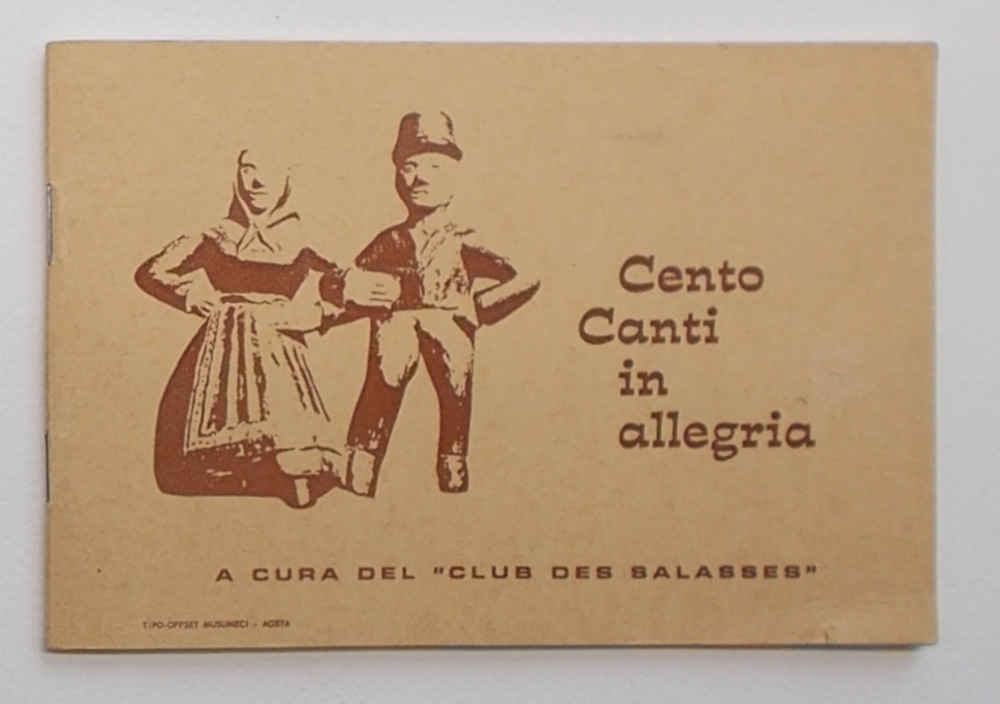 Cento
Canti
in
allegria
A CURA DEL "CLUB DES SALASSES"
TIPO-OFFSET MUSUMECI - AOSTA